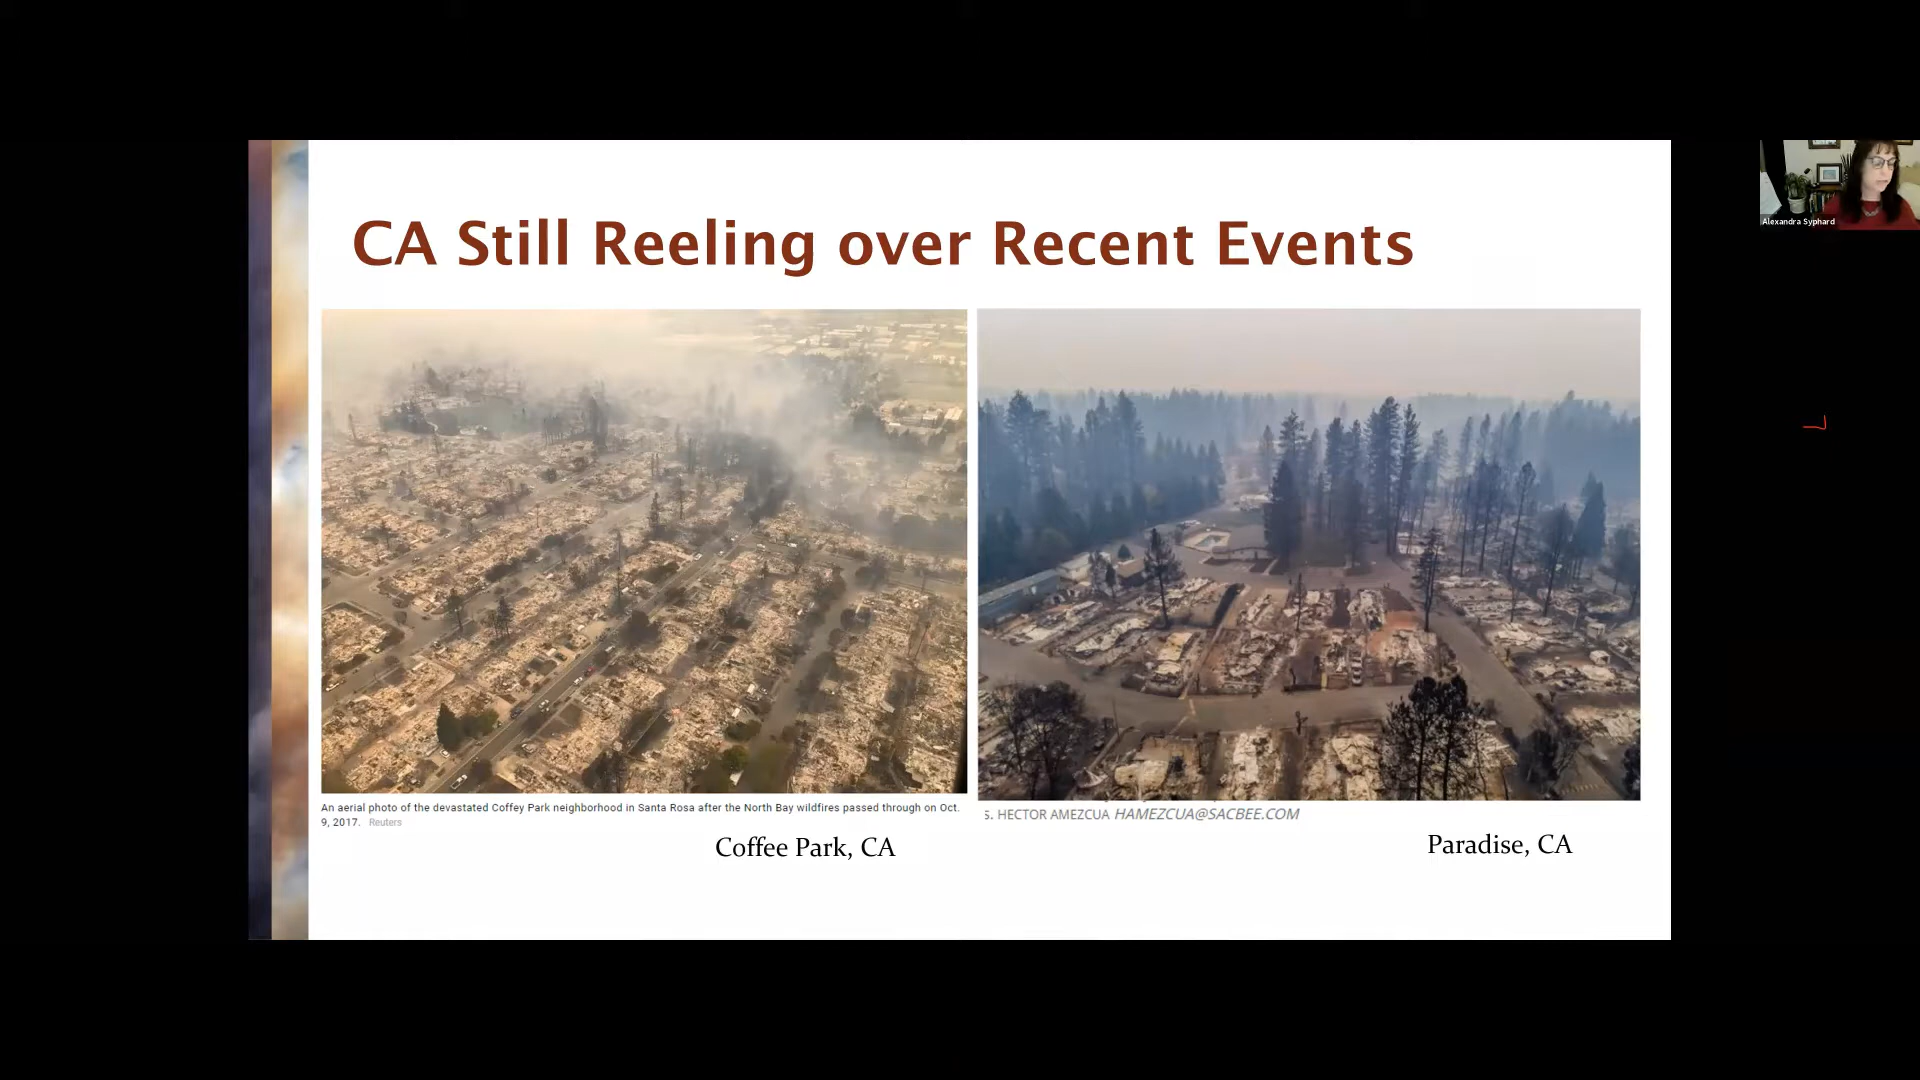 CA Still Reeling over Recent Events
Alexandra Syphard
An aerial photo of the devastated Coffey Park neighborhood in Santa Rosa after the North Bay wildfires passed through on Oct.
9, 2017. Reuters
S. HECTOR AMEZCUA HAMEZCUA@SACBEE.COM
Coffee Park, CA
Paradise, CA